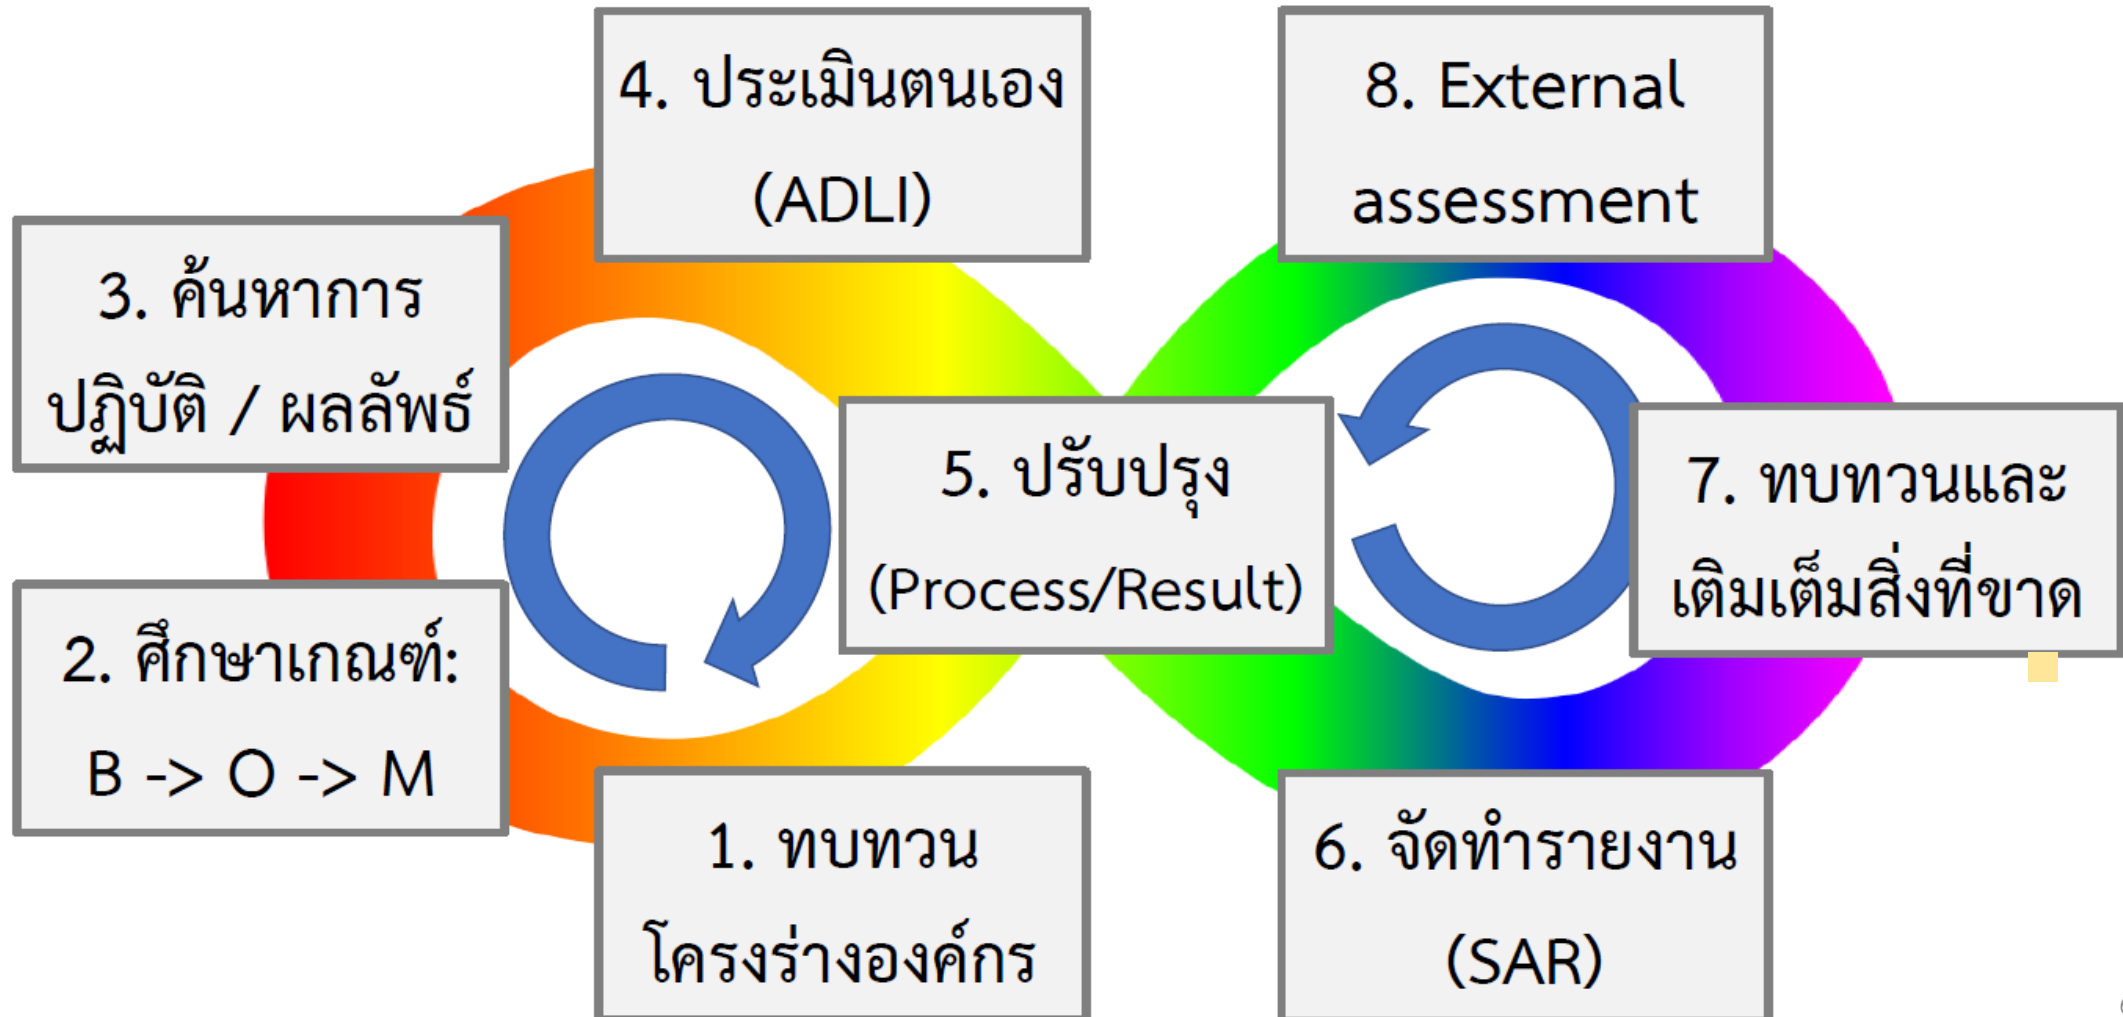 4. ประเมินตนเอง
(ADLI)
8. External
assessment
3. ค้นหาการ
ปฏิบัติ / ผลลัพธ์
5. ปรับปรุง
(Process/Result)
7. ทบทวนและ
เติมเต็มสิ่งที่ขาด
2. ศึกษาเกณฑ์:
B -> O -> M
1. ทบทวน
โครงร่างองค์กร
6. จัดทำรายงาน
(SAR)